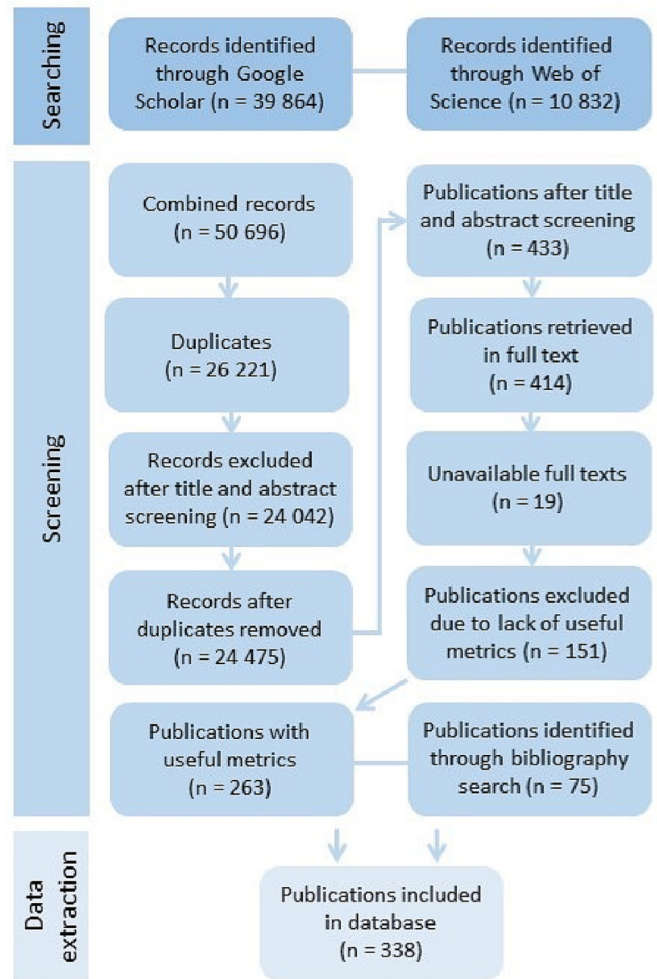 Searching
Records identified
through Google
Scholar (n = 39 864)
Records identified
through Web of
Science (n = 10 832)
Screening
Combined records
(n = 50 696)
Duplicates
(n = 26 221)
Records excluded
after title and abstract
screening (n = 24 042)
Records after
duplicates removed
(n = 24 475)
Publications after title
and abstract screening
(n = 433)
Publications retrieved
in full text
(n = 414)
Unavailable full texts
(n = 19)
Publications excluded
due to lack of useful
metrics (n = 151)
Publications with
useful metrics
(n = 263)
Publications identified
through bibliography
search (n = 75)
Data
extraction
Publications included
in database
(n = 338)